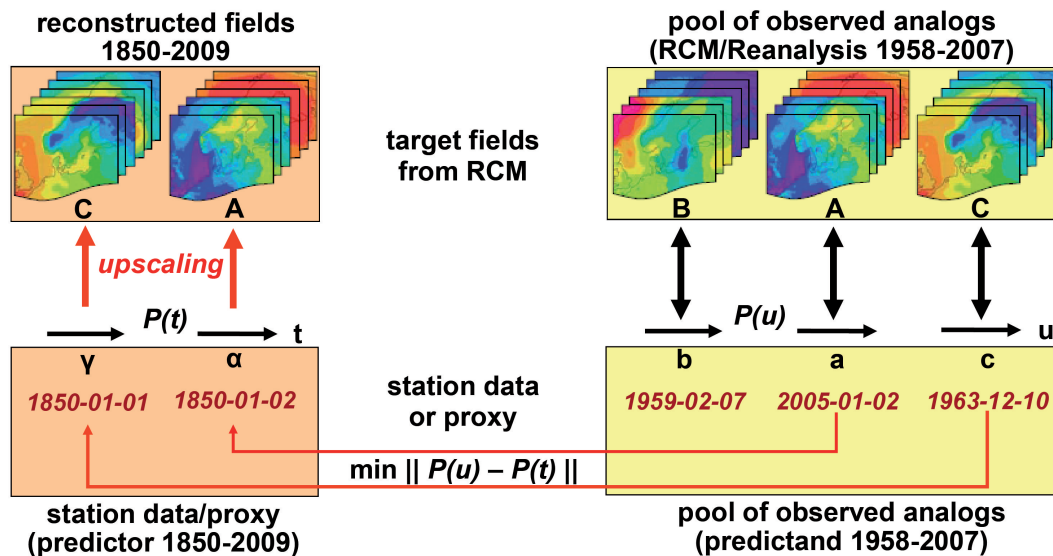 reconstructed fields
1850-2009
pool of observed analogs
(RCM/Reanalysis 1958-2007)
target fields
from RCM
C
A
B
A
C
upscaling
P(t)
t
P(u)
u
γ
α
b
a
c
1850-01-01
1850-01-02
station data
or proxy
1959-02-07
2005-01-02
1963-12-10
min || P(u) – P(t) ||
station data/proxy
(predictor 1850-2009)
pool of observed analogs
(predictand 1958-2007)